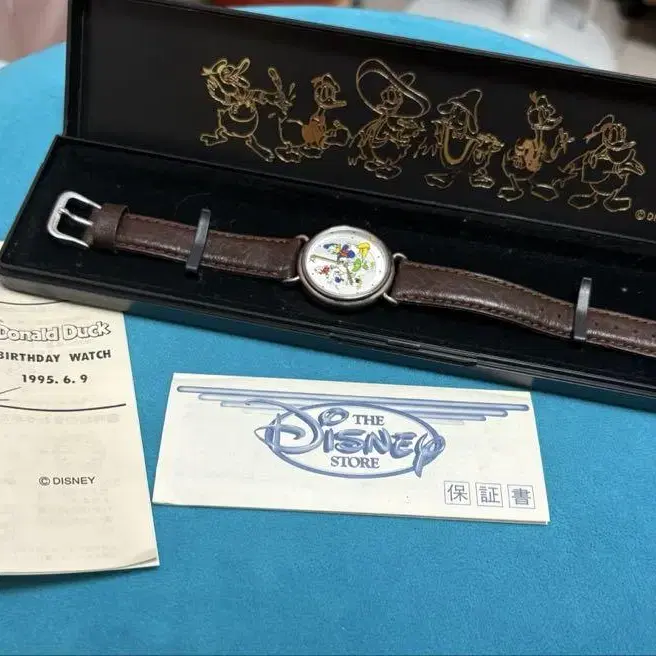 ©DI
Donald Duck
BIRTHDAY WATCH
1995. 6. 9
© DISNEY
THE
DISNEY
STORE
保証書